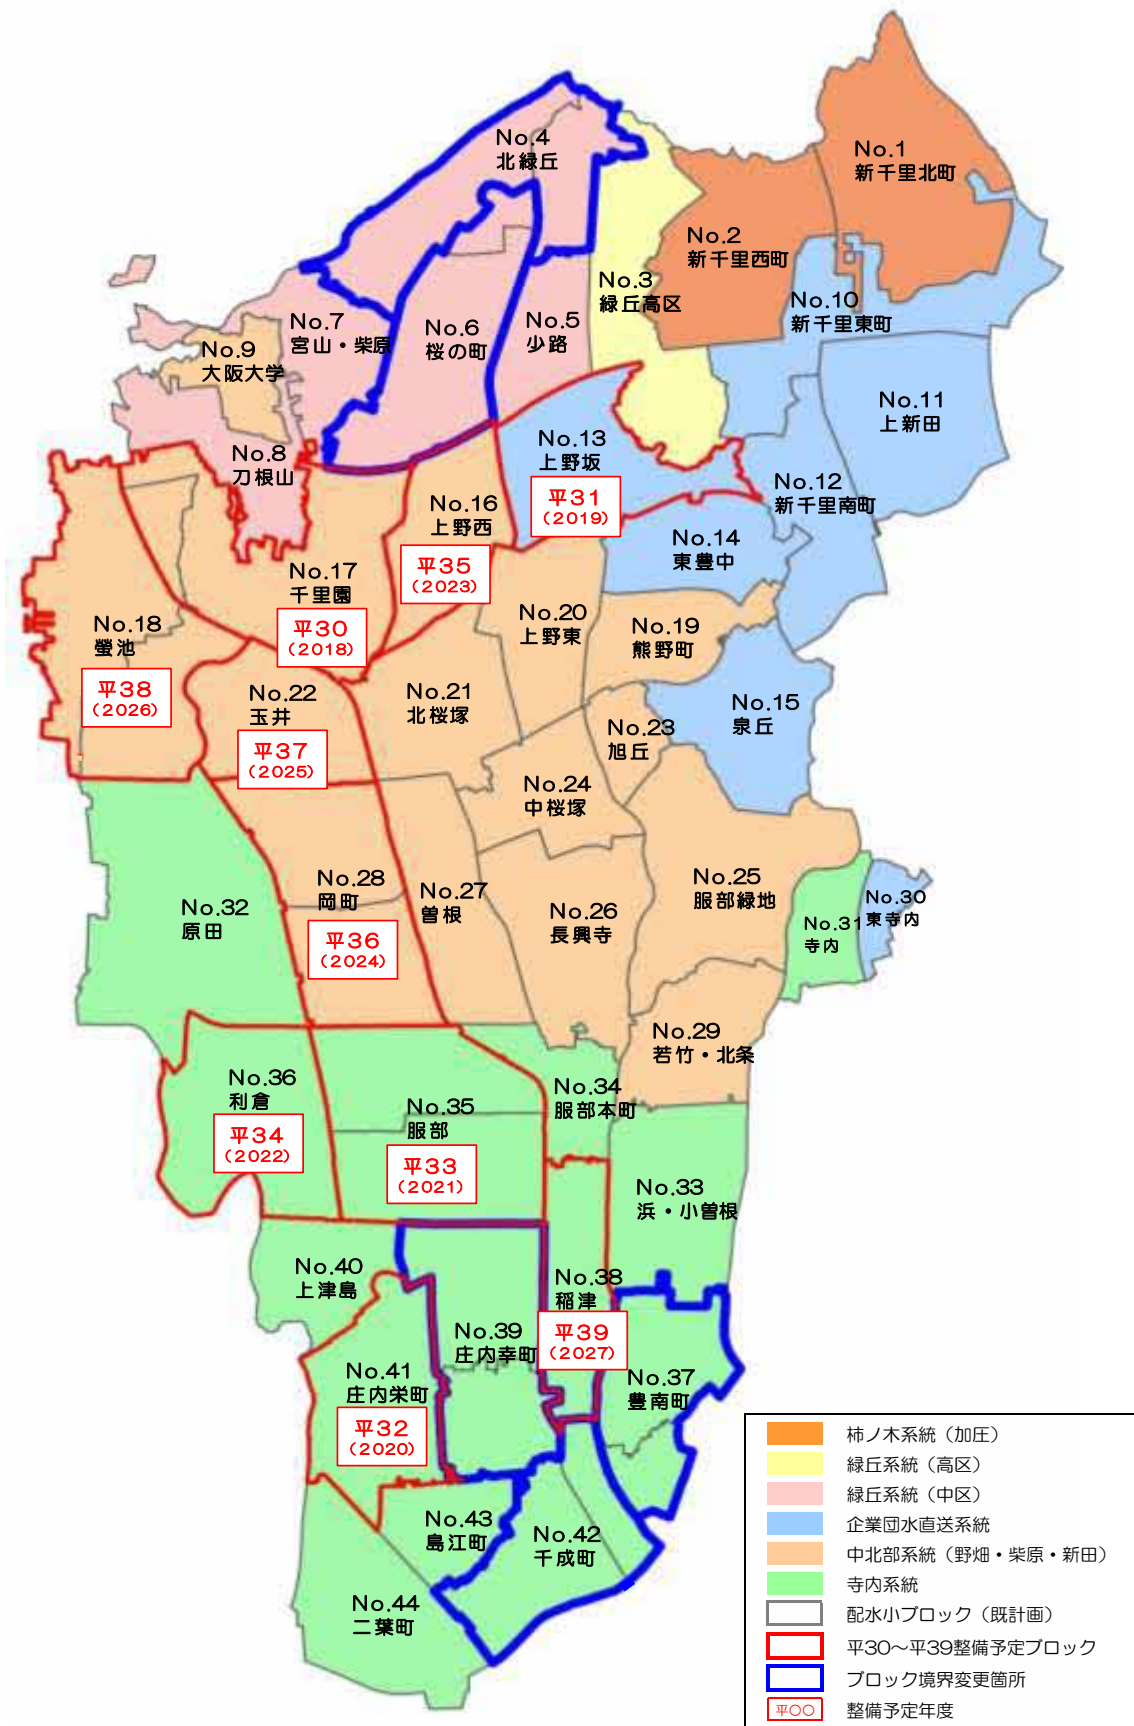 No.1
新千里北町
No.4
北緑丘
No.2
新千里西町
No.3
緑丘高区
No.10
新千里東町
No.7
宮山・柴原
No.6
桜の町
No.5
少路
No.9
大阪大学
No.11
上新田
No.13
上野坂
平31
(2019)
No.8
刀根山
No.12
新千里南町
No.16
上野西
平35
(2023)
No.14
東豊中
No.17
千里園
平30
(2018)
No.18
螢池
平38
(2026)
No.20
上野東
No.19
熊野町
No.22
玉井
平37
(2025)
No.21
北桜塚
No.15
泉丘
No.23
旭丘
No.24
中桜塚
No.28
岡町
平36
(2024)
No.27
曽根
No.25
服部緑地
No.32
原田
No.26
長興寺
No.31
寺内
No.30
東寺内
No.29
若竹・北条
No.36
利倉
平34
(2022)
No.35
服部
平33
(2021)
No.34
服部本町
No.33
浜・小曽根
No.40
上津島
No.38
稲津
平39
(2027)
No.39
庄内幸町
No.41
庄内栄町
平32
(2020)
No.37
豊南町
No.43
島江町
No.42
千成町
No.44
二葉町
柿ノ木系統（加圧）
緑丘系統（高区）
緑丘系統（中区）
企業団水直送系統
中北部系統（野畑・柴原・新田）
寺内系統
配水小ブロック（既計画）
平30～平39整備予定ブロック
ブロック境界変更箇所
平〇〇 整備予定年度